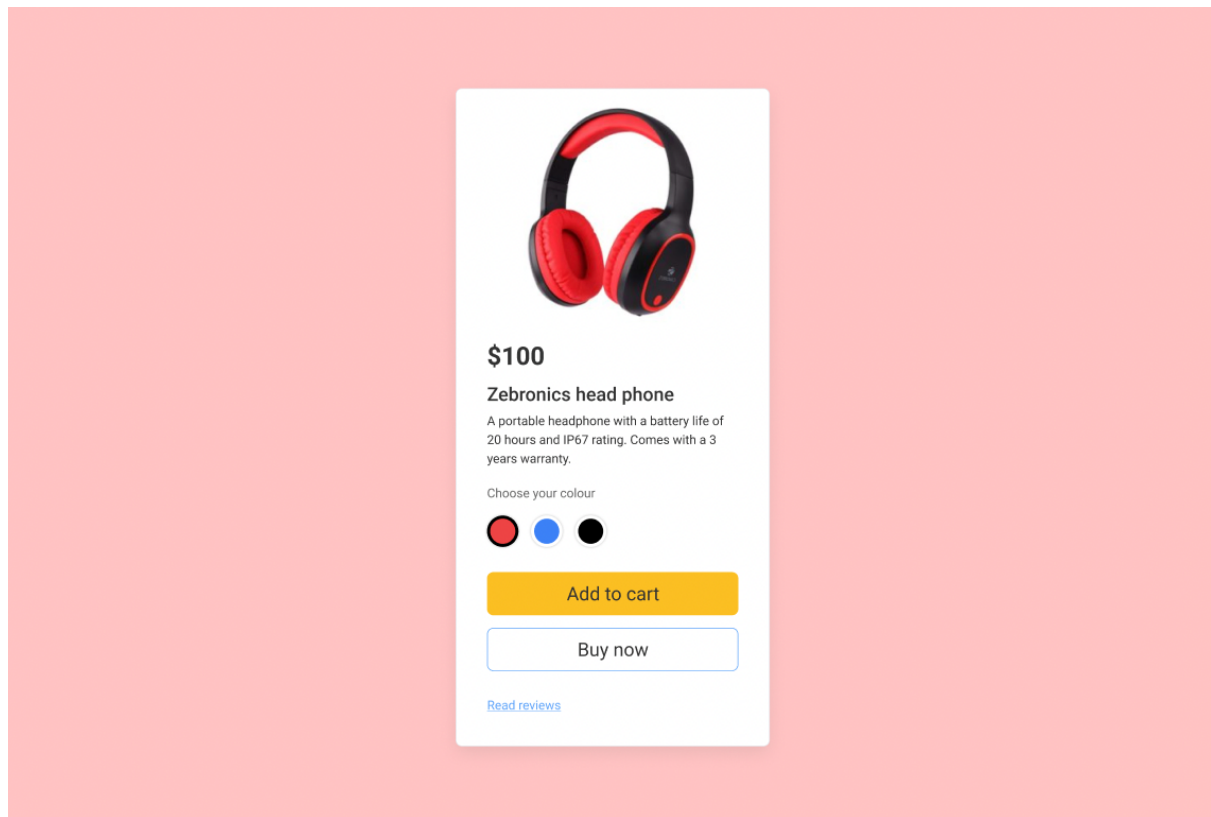 $100
Zebronics head phone
A portable headphone with a battery life of
20 hours and IP67 rating. Comes with a 3
years warranty.
Choose your colour
Add to cart
Buy now
Read reviews